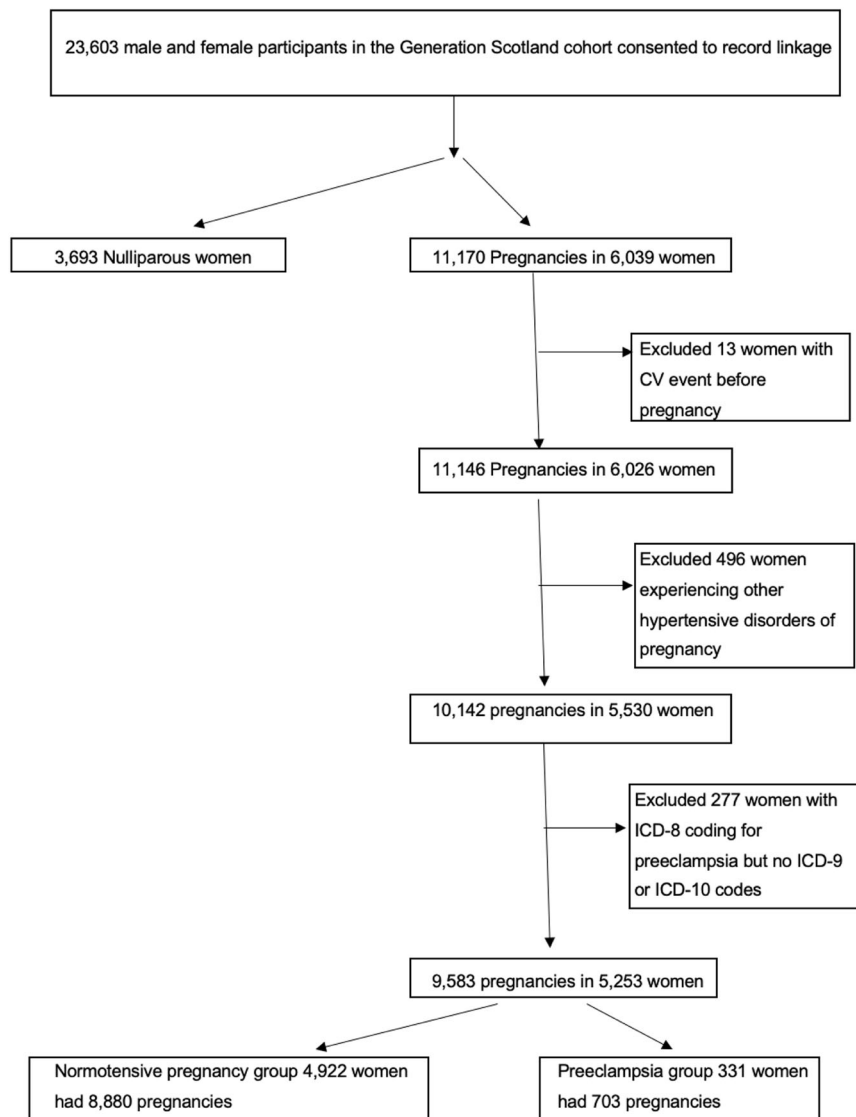 23,603 male and female participants in the Generation Scotland cohort consented to record linkage
3,693 Nulliparous women
11,170 Pregnancies in 6,039 women
Excluded 13 women with
CV event before
pregnancy
11,146 Pregnancies in 6,026 women
Excluded 496 women
experiencing other
hypertensive disorders of
pregnancy
10,142 pregnancies in 5,530 women
Excluded 277 women with
ICD-8 coding for
preeclampsia but no ICD-9
or ICD-10 codes
9,583 pregnancies in 5,253 women
Normotensive pregnancy group 4,922 women
had 8,880 pregnancies
Preeclampsia group 331 women
had 703 pregnancies